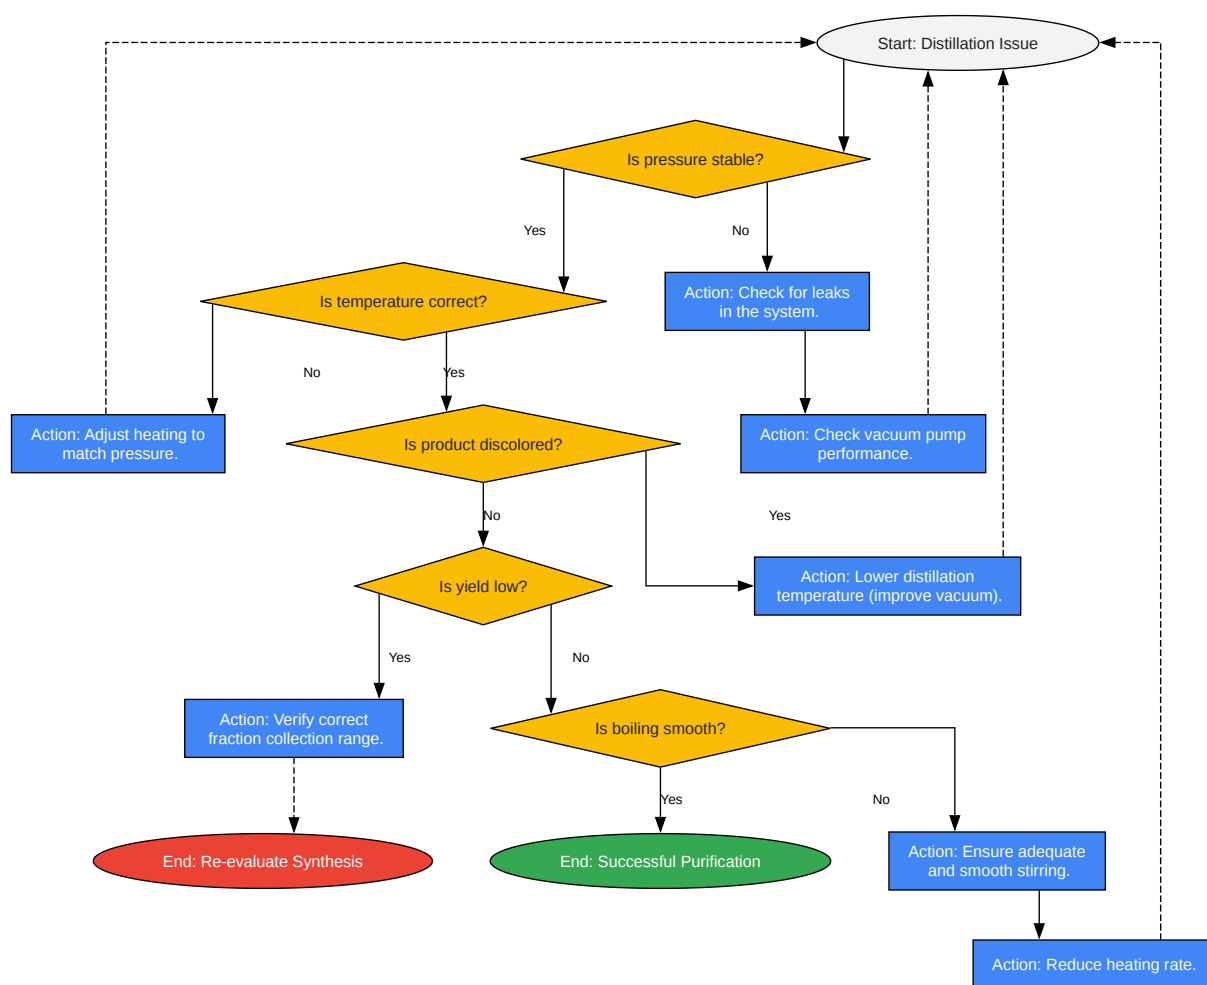 Start: Distillation Issue
Is pressure stable?
Yes
No
Is temperature correct?
Action: Check for leaks
in the system.
No
Yes
Action: Adjust heating to
match pressure.
Is product discolored?
Action: Check vacuum pump
performance.
No
Yes
Is yield low?
Action: Lower distillation
temperature (improve vacuum).
Yes
No
Action: Verify correct
fraction collection range.
Is boiling smooth?
Yes
No
End: Re-evaluate Synthesis
End: Successful Purification
Action: Ensure adequate
and smooth stirring.
Action: Reduce heating rate.